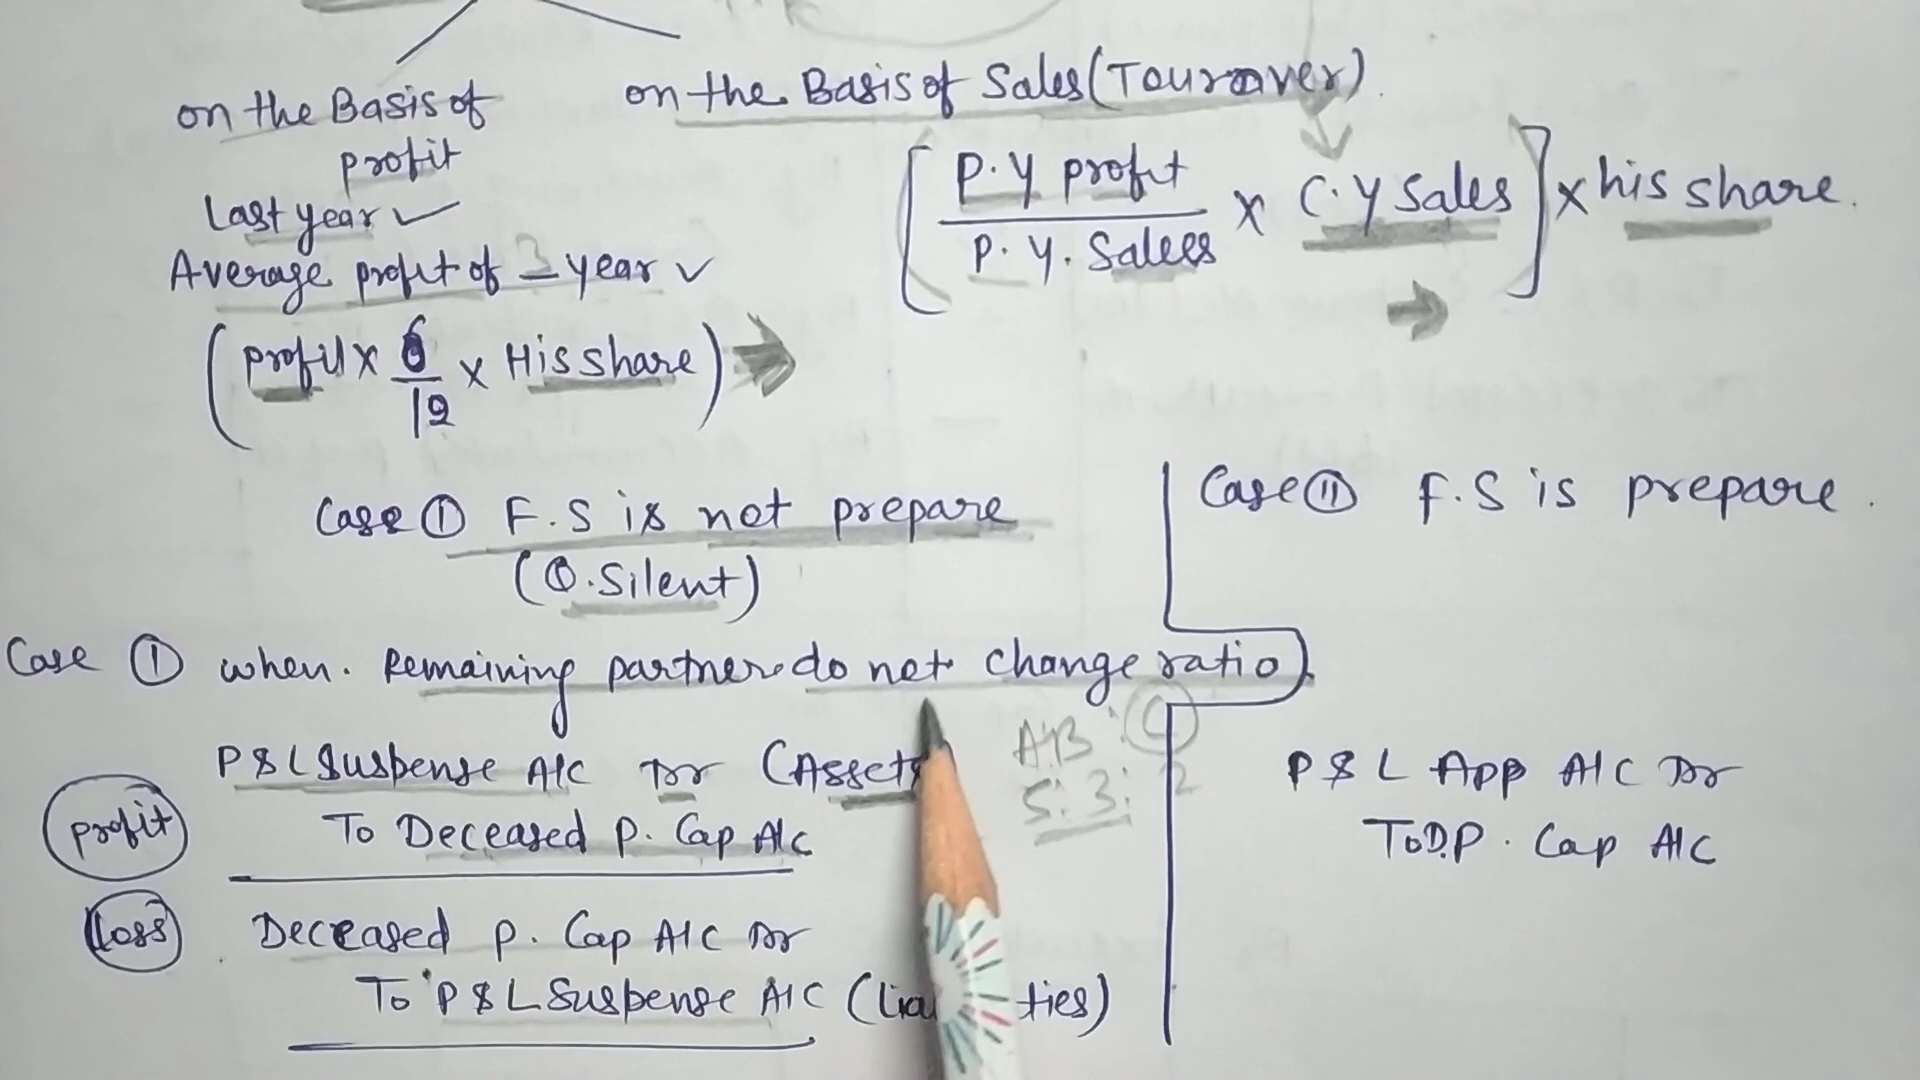 on the Basis of
profit
Last year ✓
Average profit of 3 year ✓
(profit x 6/12 x His share)
on the Basis of Sales (Tournover)
[P.Y profit / P.Y. Salees x C.Y Sales] x his share.
Case ① F.S is not prepare
(Q.Silent)
Case ⑪ F.S is prepare.
Case ① when. Remaining partner do not change ratio
A:B:C
5:3:2
profit
P&L Suspense A/C Dr (Assets
To Deceased P. Cap A/C
loss
Deceased P. Cap A/C Dr
To P&L Suspense A/C (Lia ties)
P & L App A/C Dr
To D.P. Cap A/C